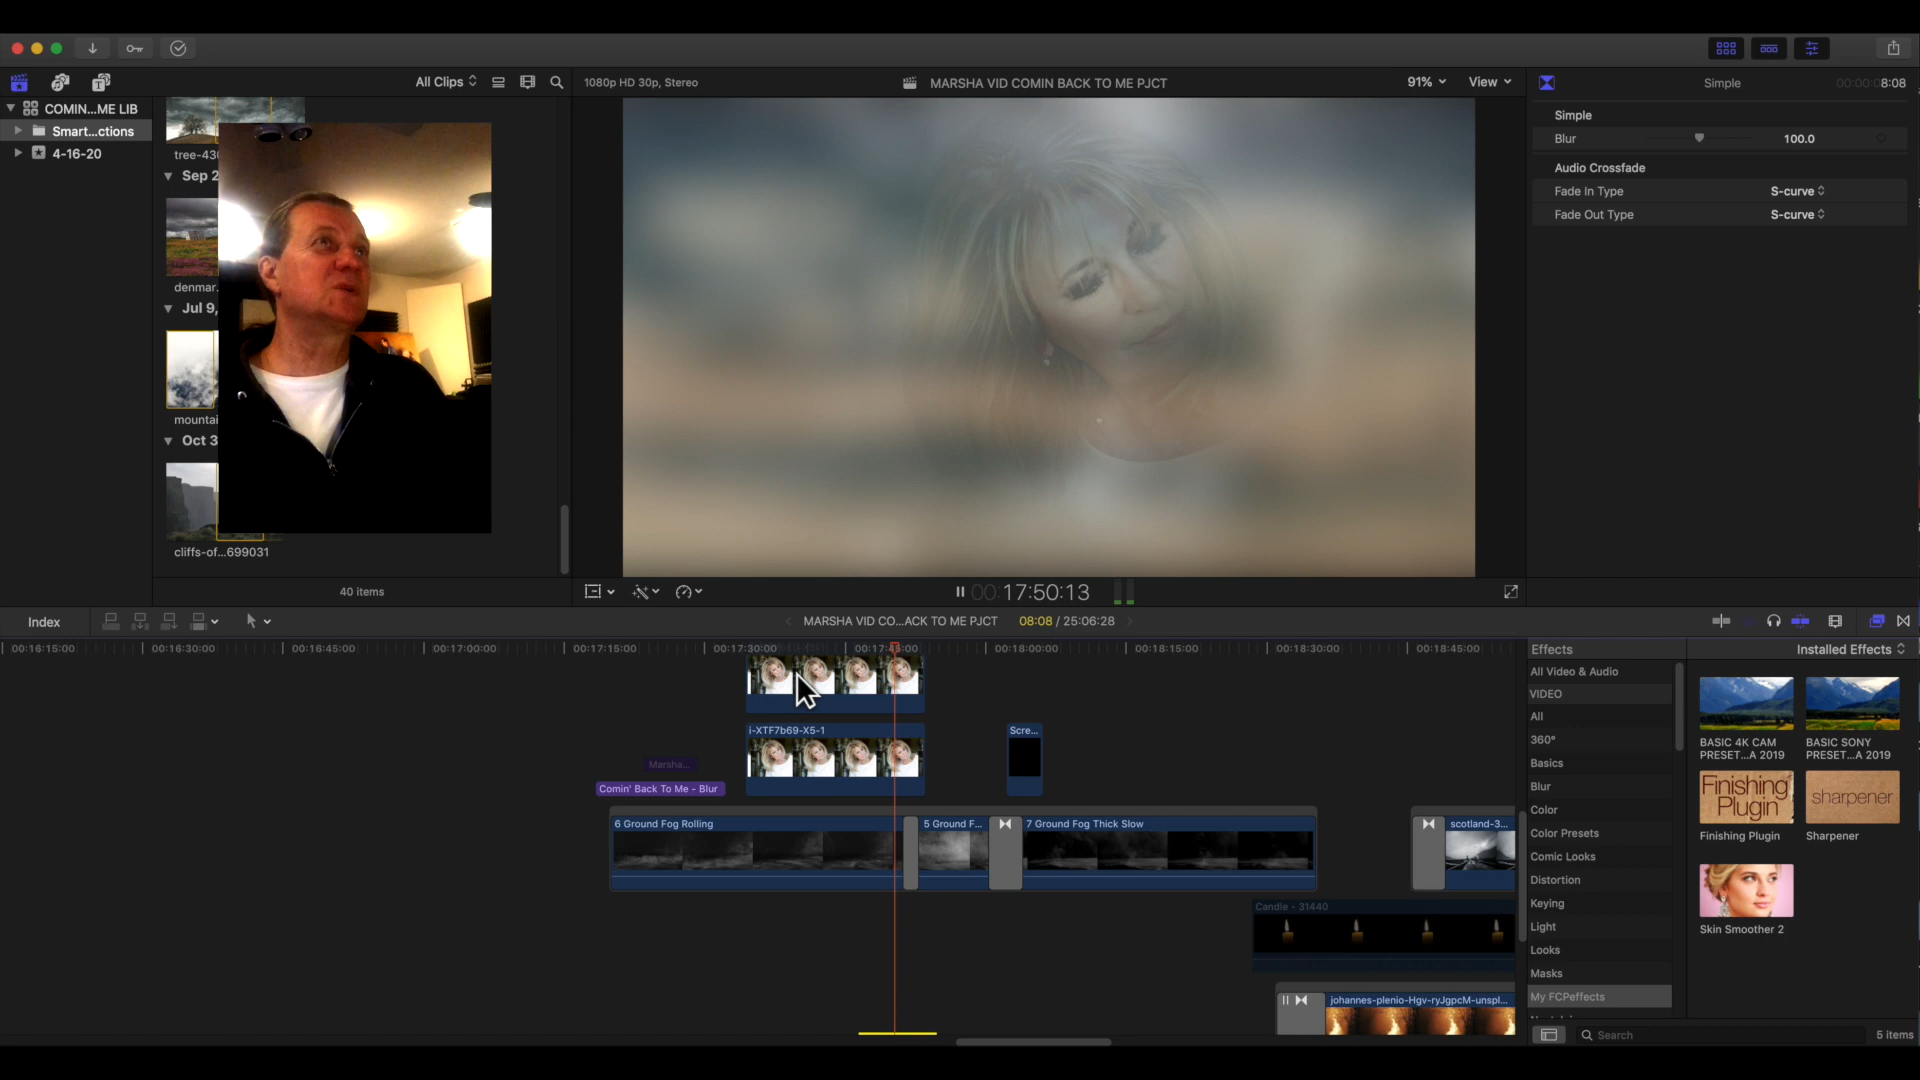 All Clips
1080p HD 30p, Stereo
MARSHA VID COMIN BACK TO ME PJCT
91%
View
Simple
00:00:08:08
COMIN...ME LIB
Smart...ctions
4-16-20
tree-430
Sep 2
denmar.
Jul 9,
mountai
Oct 3
cliffs-of...699031
40 items
Simple
Blur
100.0
Audio Crossfade
Fade In Type
S-curve
Fade Out Type
S-curve
00:17:50:13
Index
MARSHA VID CO...ACK TO ME PJCT
08:08 / 25:06:28
00:16:15:00
00:16:30:00
00:16:45:00
00:17:00:00
00:17:15:00
00:17:30:00
00:17:45:00
00:18:00:00
00:18:15:00
00:18:30:00
00:18:45:00
i-XTF7b69-X5-1
Scre...
Marsha...
Comin' Back To Me - Blur
6 Ground Fog Rolling
5 Ground F...
7 Ground Fog Thick Slow
scotland-3...
Candle - 31440
johannes-plenio-Hgv-ryJgpcM-unspl...
Effects
Installed Effects
All Video & Audio
VIDEO
All
360°
Basics
Blur
Color
Color Presets
Comic Looks
Distortion
Keying
Light
Looks
Masks
My FCPeffects
BASIC 4K CAM
PRESET...A 2019
BASIC SONY
PRESET...A 2019
Finishing
Plugin
sharpener
Finishing Plugin
Sharpener
Skin Smoother 2
Search
5 items